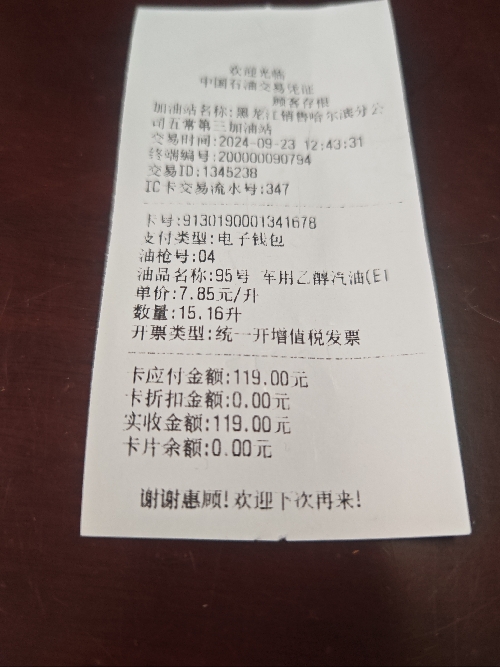 欢迎光临
中国石油交易凭证
顾客存根
加油站名称:黑龙江销售哈尔滨分公
司五常第三加油站
交易时间:2024-09-23 12:43:31
终端编号:200000090794
交易ID:1345238
IC卡交易流水号:347
卡号:9130190001341678
支付类型:电子钱包
油枪号:04
油品名称:95号 车用乙醇汽油(E1
单价:7.85元/升
数量:15.16升
开票类型:统一开增值税发票
卡应付金额:119.00元
卡折扣金额:0.00元
实收金额:119.00元
卡片余额:0.00元
谢谢惠顾!欢迎下次再来!